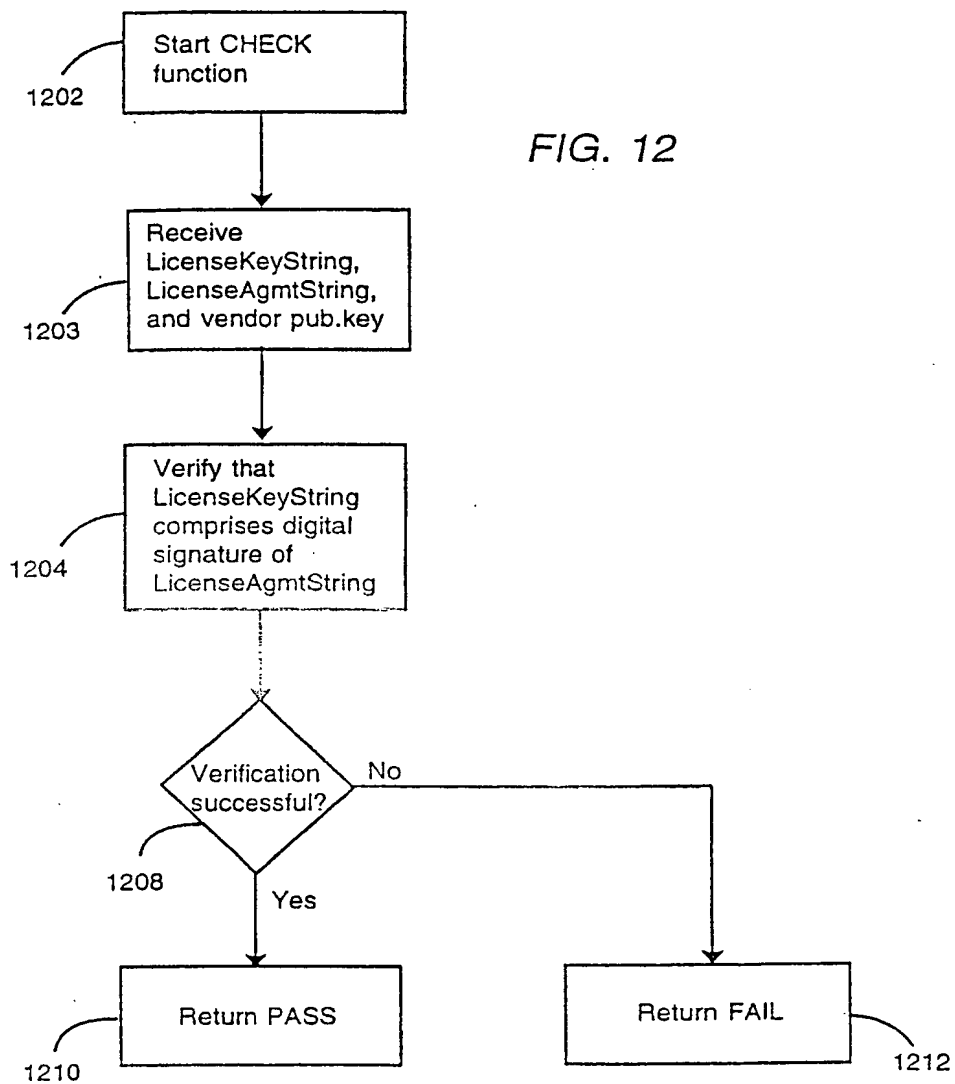 Start CHECK
function
1202
FIG. 12
Receive
LicenseKeyString,
LicenseAgmtString,
and vendor pub.key
1203
Verify that
LicenseKeyString
comprises digital
signature of
LicenseAgmtString
1204
Verification
successful?
No
1208
Yes
Return PASS
1210
Return FAIL
1212